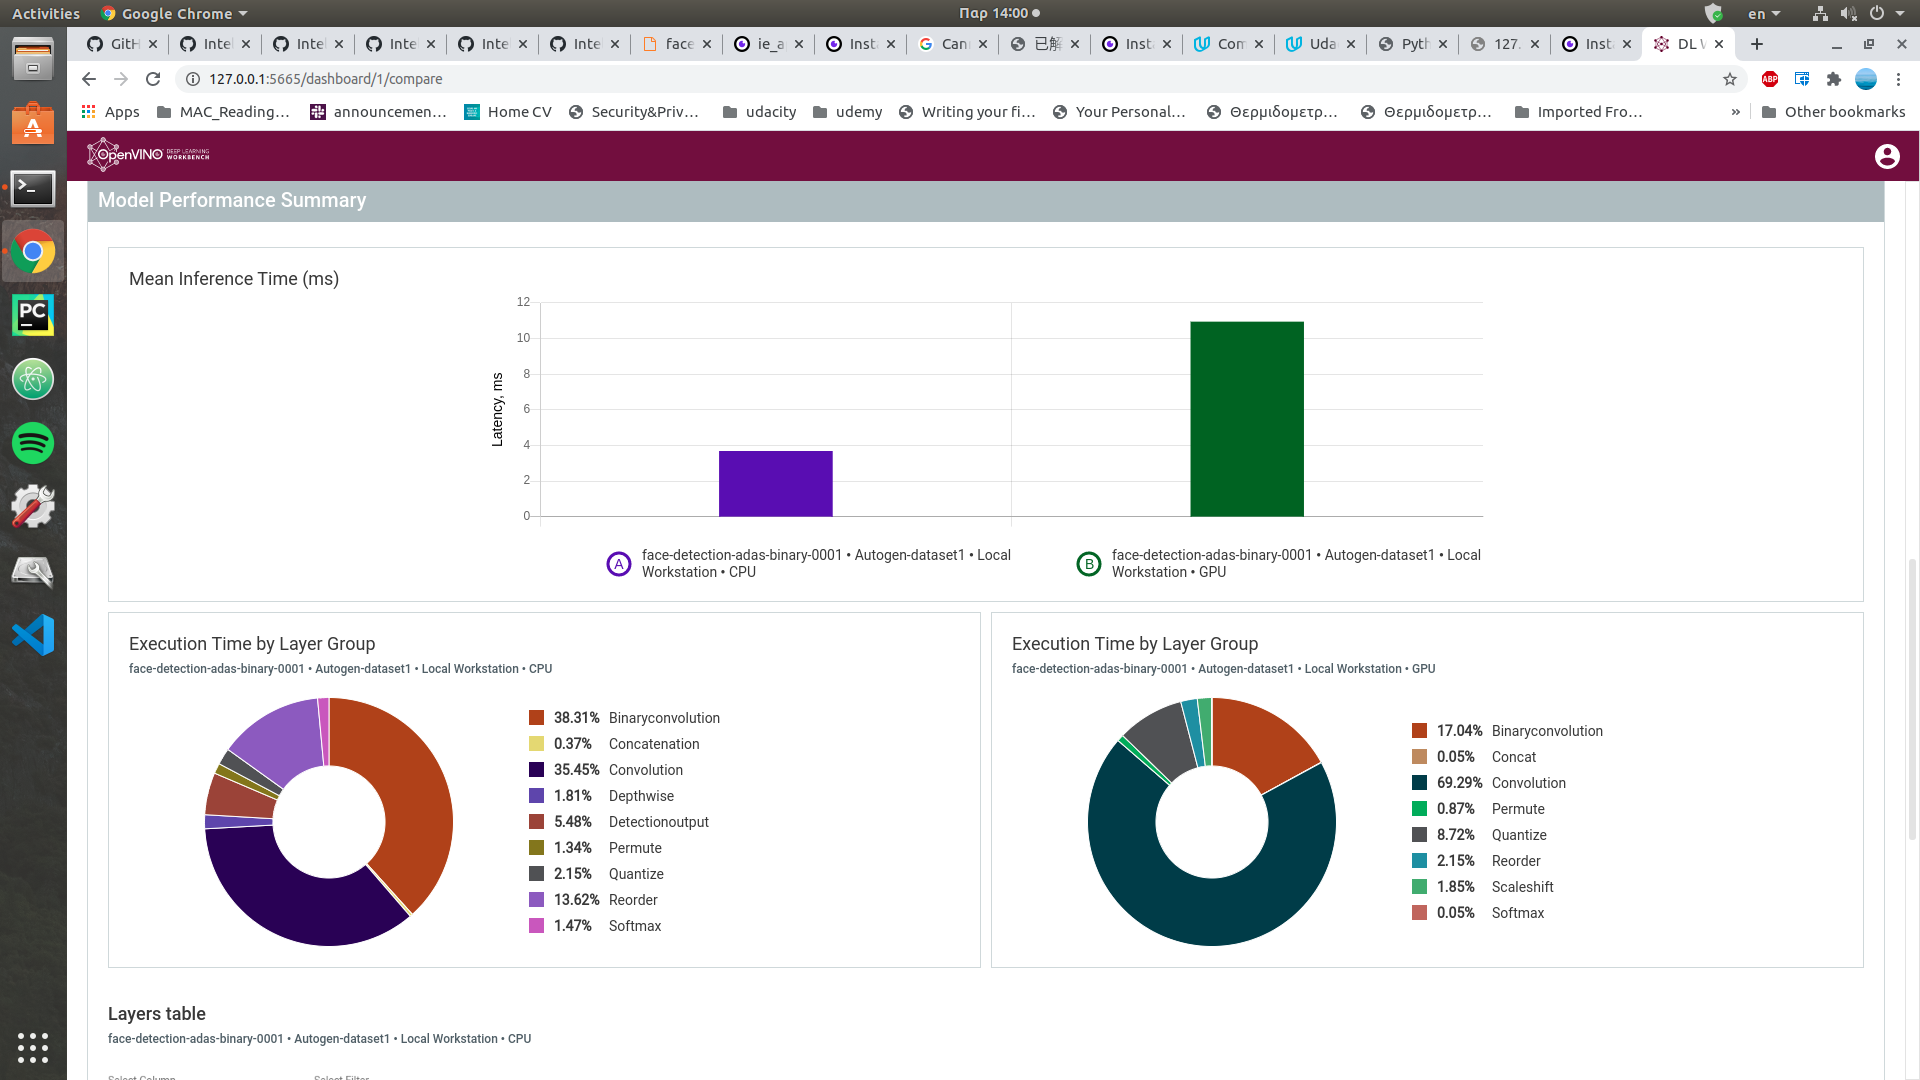 Activities
Google Chrome
Παρ 14:00
en
GitH
Intel
Intel
Intel
Intel
Intel
face
ie_a
Insta
Cann
已解
Insta
Com
Uda
Pyth
127.
Insta
DL W
127.0.0.1:5665/dashboard/1/compare
ABP
Apps
MAC_Reading…
announcemen…
Home CV
Security&Priv…
udacity
udemy
Writing your fi…
Your Personal…
Θερμιδομετρ…
Θερμιδομετρ…
Imported Fro…
»
Other bookmarks
OpenVINO DEEP LEARNING WORKBENCH
Model Performance Summary
Mean Inference Time (ms)
Latency, ms
12
10
8
6
4
2
0
A
face-detection-adas-binary-0001 • Autogen-dataset1 • Local
Workstation • CPU
B
face-detection-adas-binary-0001 • Autogen-dataset1 • Local
Workstation • GPU
Execution Time by Layer Group
face-detection-adas-binary-0001 • Autogen-dataset1 • Local Workstation • CPU
38.31% Binaryconvolution
0.37% Concatenation
35.45% Convolution
1.81% Depthwise
5.48% Detectionoutput
1.34% Permute
2.15% Quantize
13.62% Reorder
1.47% Softmax
Execution Time by Layer Group
face-detection-adas-binary-0001 • Autogen-dataset1 • Local Workstation • GPU
17.04% Binaryconvolution
0.05% Concat
69.29% Convolution
0.87% Permute
8.72% Quantize
2.15% Reorder
1.85% Scaleshift
0.05% Softmax
Layers table
face-detection-adas-binary-0001 • Autogen-dataset1 • Local Workstation • CPU
Select Column
Select Filter
PC